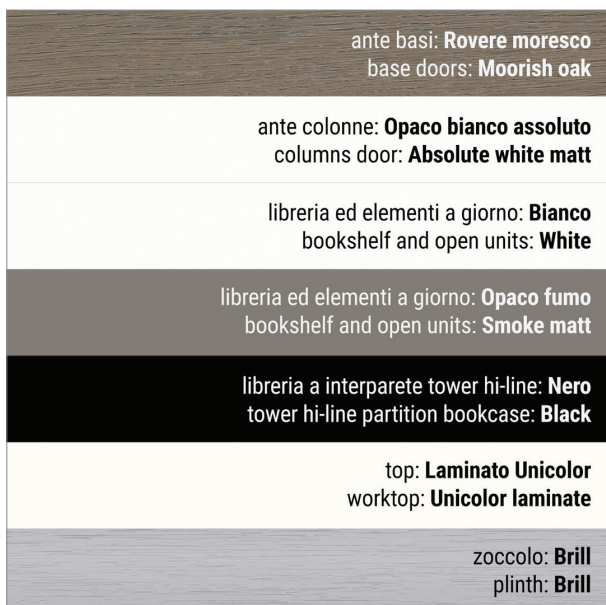 ante basi: Rovere moresco
base doors: Moorish oak
ante colonne: Opaco bianco assoluto
columns door: Absolute white matt
libreria ed elementi a giorno: Bianco
bookshelf and open units: White
libreria ed elementi a giorno: Opaco fumo
bookshelf and open units: Smoke matt
libreria a interparete tower hi-line: Nero
tower hi-line partition bookcase: Black
top: Laminato Unicolor
worktop: Unicolor laminate
zoccolo: Brill
plinth: Brill